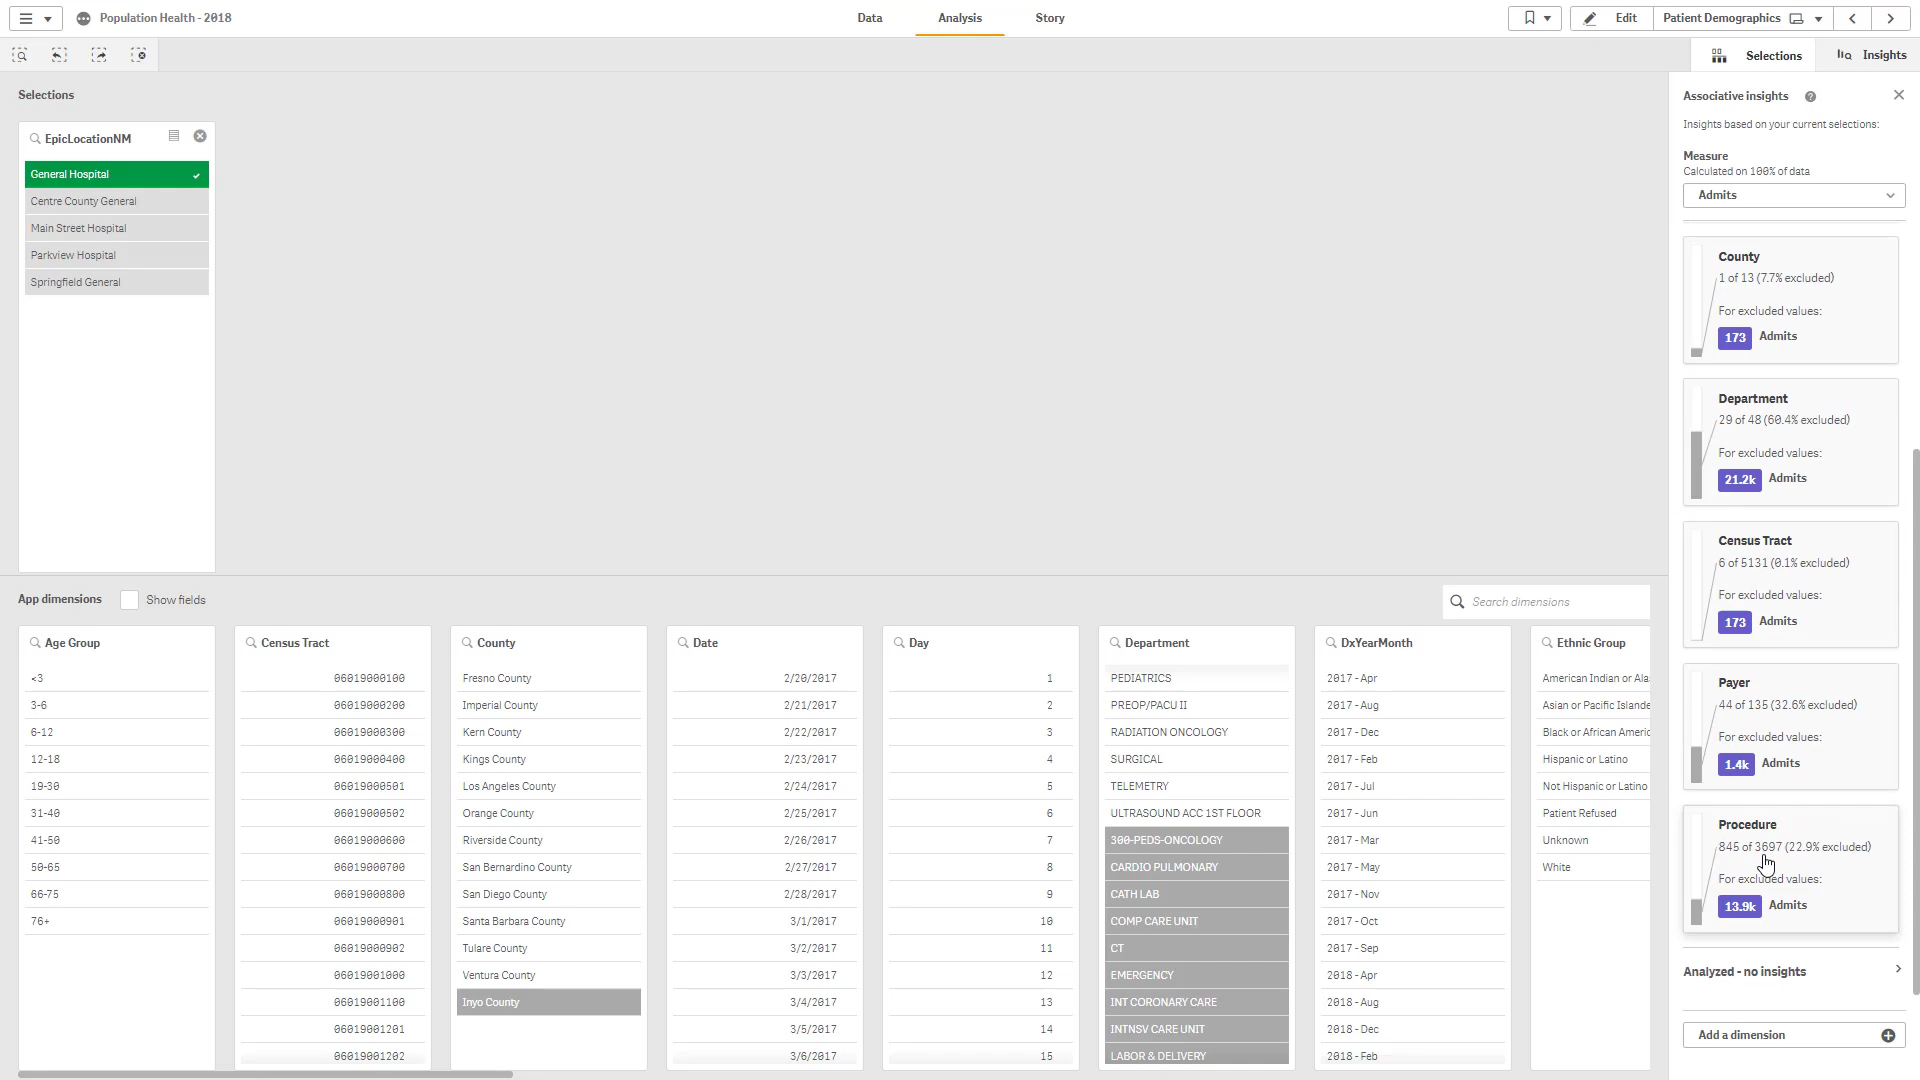 Population Health - 2018
Data
Analysis
Story
Edit
Patient Demographics
Selections
Insights
Selections
EpicLocationNM
General Hospital
Centre County General
Main Street Hospital
Parkview Hospital
Springfield General
Associative insights
?
Insights based on your current selections:
Measure
Calculated on 100% of data
Admits
County
1 of 13 (7.7% excluded)
For excluded values:
173 Admits
Department
29 of 48 (60.4% excluded)
For excluded values:
21.2k Admits
Census Tract
6 of 5131 (0.1% excluded)
For excluded values:
173 Admits
Payer
44 of 135 (32.6% excluded)
For excluded values:
1.4k Admits
Procedure
845 of 3697 (22.9% excluded)
For excluded values:
13.9k Admits
Analyzed - no insights
Add a dimension
App dimensions
Show fields
Search dimensions
Age Group
<3
3-6
6-12
12-18
19-30
31-40
41-50
50-65
66-75
76+
Census Tract
06019000100
06019000200
06019000300
06019000400
06019000501
06019000502
06019000600
06019000700
06019000800
06019000901
06019000902
06019001000
06019001100
06019001201
06019001202
County
Fresno County
Imperial County
Kern County
Kings County
Los Angeles County
Orange County
Riverside County
San Bernardino County
San Diego County
Santa Barbara County
Tulare County
Ventura County
Inyo County
Date
2/20/2017
2/21/2017
2/22/2017
2/23/2017
2/24/2017
2/25/2017
2/26/2017
2/27/2017
2/28/2017
3/1/2017
3/2/2017
3/3/2017
3/4/2017
3/5/2017
3/6/2017
Day
1
2
3
4
5
6
7
8
9
10
11
12
13
14
15
Department
PEDIATRICS
PREOP/PACU II
RADIATION ONCOLOGY
SURGICAL
TELEMETRY
ULTRASOUND ACC 1ST FLOOR
300-PEDS-ONCOLOGY
CARDIO PULMONARY
CATH LAB
COMP CARE UNIT
CT
EMERGENCY
INT CORONARY CARE
INTNSV CARE UNIT
LABOR & DELIVERY
DxYearMonth
2017 - Apr
2017 - Aug
2017 - Dec
2017 - Feb
2017 - Jul
2017 - Jun
2017 - Mar
2017 - May
2017 - Nov
2017 - Oct
2017 - Sep
2018 - Apr
2018 - Aug
2018 - Dec
2018 - Feb
Ethnic Group
American Indian or Ala
Asian or Pacific Islande
Black or African Americ
Hispanic or Latino
Not Hispanic or Latino
Patient Refused
Unknown
White